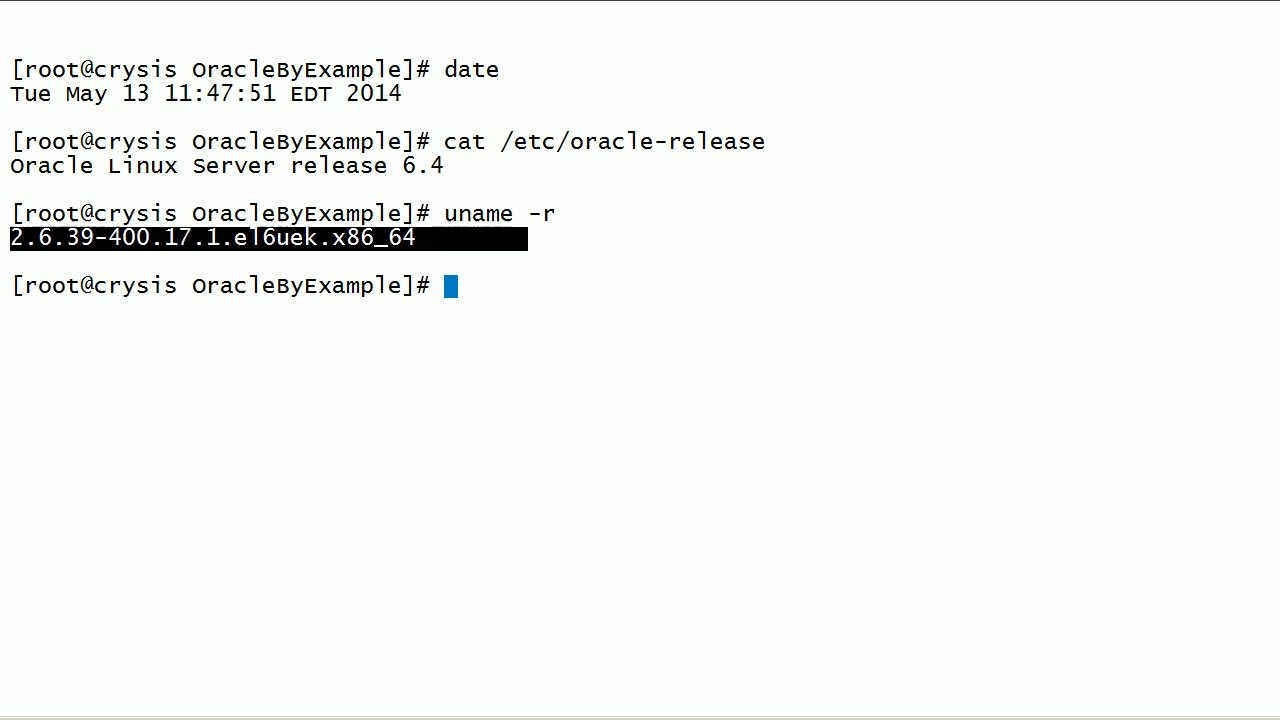 [root@crysis OracleByExample]# date
Tue May 13 11:47:51 EDT 2014
[root@crysis OracleByExample]# cat /etc/oracle-release
Oracle Linux Server release 6.4
[root@crysis OracleByExample]# uname -r
2.6.39-400.17.1.el6uek.x86_64
[root@crysis OracleByExample]#